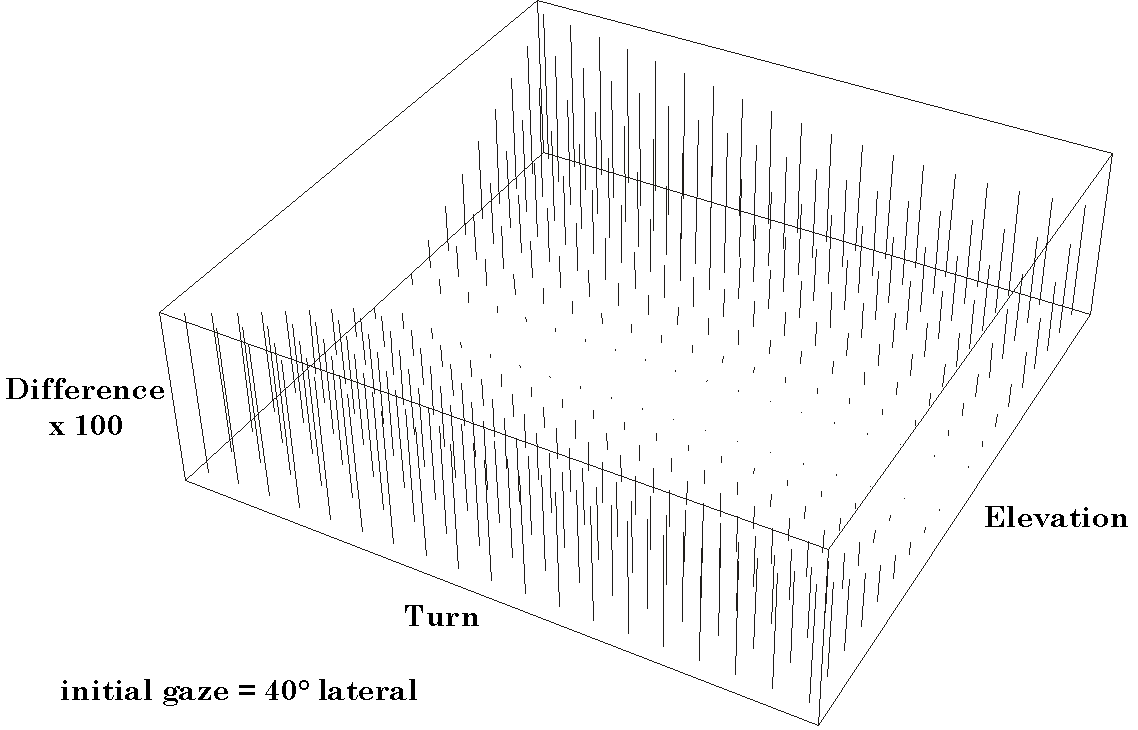 Difference
x 100
Elevation
Turn
initial gaze = 40° lateral